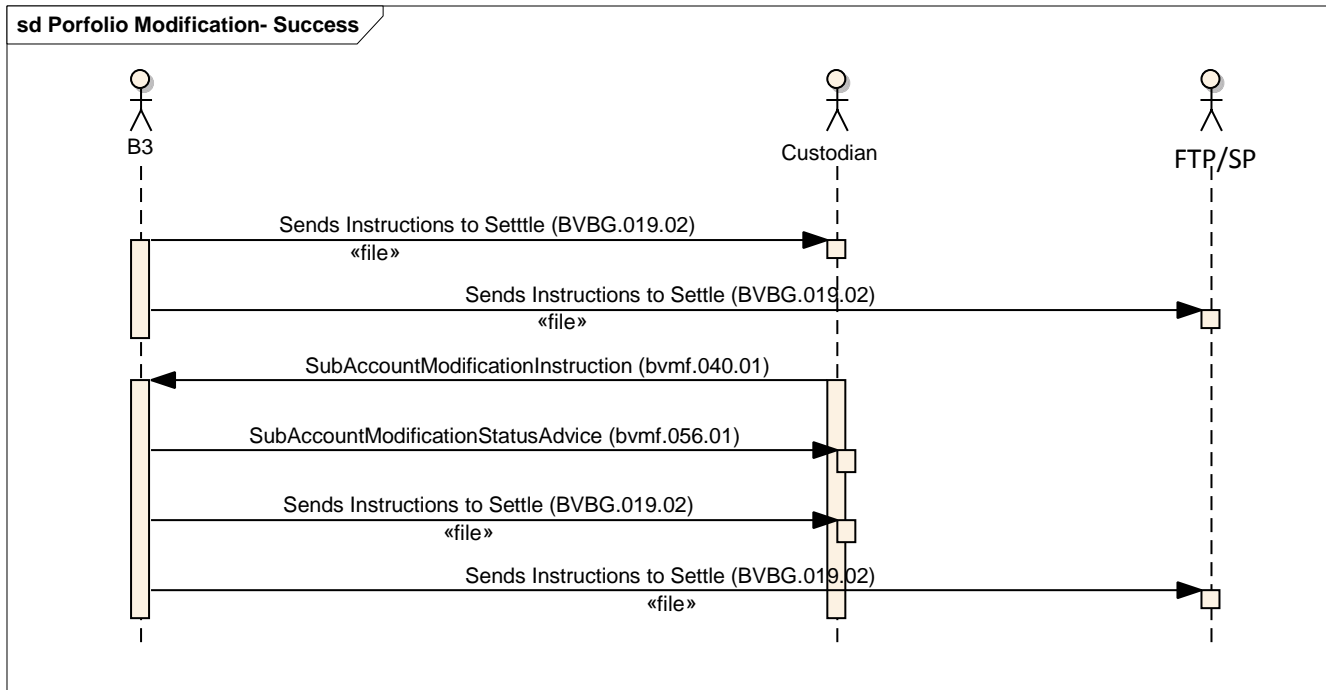 sd Porfolio Modification- Success
B3
Custodian
FTP/SP
Sends Instructions to Setttle (BVBG.019.02)
«file»
Sends Instructions to Settle (BVBG.019.02)
«file»
SubAccountModificationInstruction (bvmf.040.01)
SubAccountModificationStatusAdvice (bvmf.056.01)
Sends Instructions to Settle (BVBG.019.02)
«file»
Sends Instructions to Settle (BVBG.019.02)
«file»